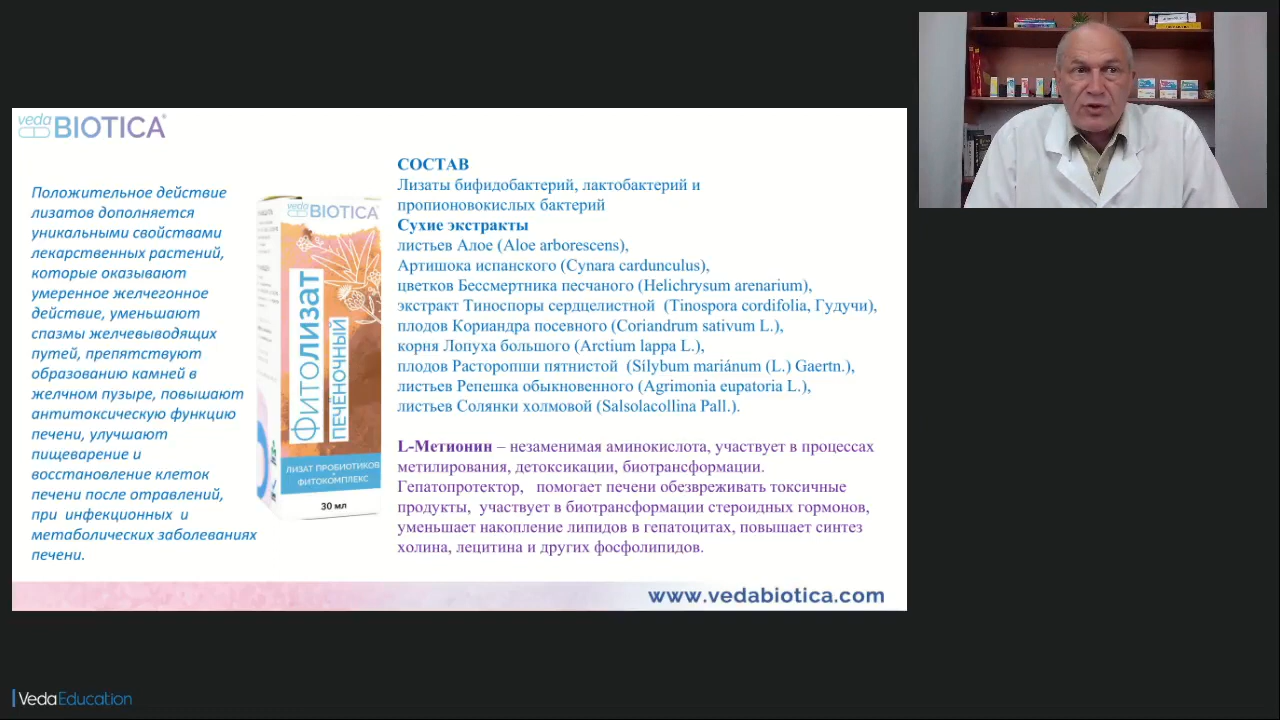 veda
BIOTICA
Положительное действие
лизатов дополняется
уникальными свойствами
лекарственных растений,
которые оказывают
умеренное желчегонное
действие, уменьшают
спазмы желчевыводящих
путей, препятствуют
образованию камней в
желчном пузыре, повышают
антитоксическую функцию
печени, улучшают
пищеварение и
восстановление клеток
печени после отравлений,
при инфекционных и
метаболических заболеваниях
печени.
veda
BIOTICA
ФИТОЛИЗАТ
ПЕЧЁНОЧНЫЙ
ЛИЗАТ ПРОБИОТИКОВ
+
ФИТОКОМПЛЕКС
30 мл
СОСТАВ
Лизаты бифидобактерий, лактобактерий и
пропионовокислых бактерий
Сухие экстракты
листьев Алое (Aloe arborescens),
Артишока испанского (Cynara cardunculus),
цветков Бессмертника песчаного (Helichrysum arenarium),
экстракт Тиноспоры сердцелистной (Tinospora cordifolia, Гудучи),
плодов Кориандра посевного (Coriandrum sativum L.),
корня Лопуха большого (Arctium lappa L.),
плодов Расторопши пятнистой (Sílybum mariánum (L.) Gaertn.),
листьев Репешка обыкновенного (Agrimonia eupatoria L.),
листьев Солянки холмовой (Salsolacollina Pall.).
L-Метионин – незаменимая аминокислота, участвует в процессах
метилирования, детоксикации, биотрансформации.
Гепатопротектор, помогает печени обезвреживать токсичные
продукты, участвует в биотрансформации стероидных гормонов,
уменьшает накопление липидов в гепатоцитах, повышает синтез
холина, лецитина и других фосфолипидов.
www.vedabiotica.com
VedaEducation